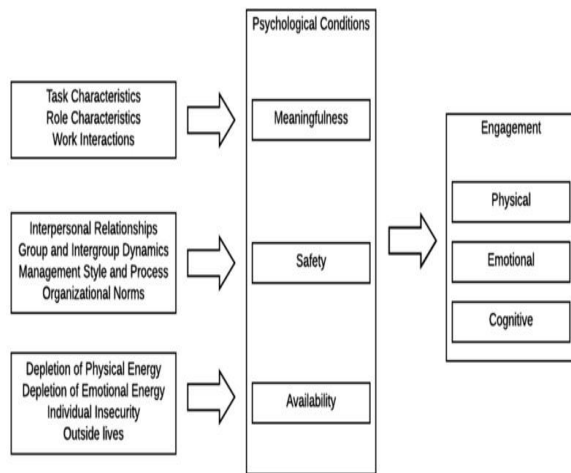 Psychological Conditions
Task Characteristics
Role Characteristics
Work Interactions
Meaningfulness
Interpersonal Relationships
Group and Intergroup Dynamics
Management Style and Process
Organizational Norms
Safety
Depletion of Physical Energy
Depletion of Emotional Energy
Individual Insecurity
Outside lives
Availability
Engagement
Physical
Emotional
Cognitive